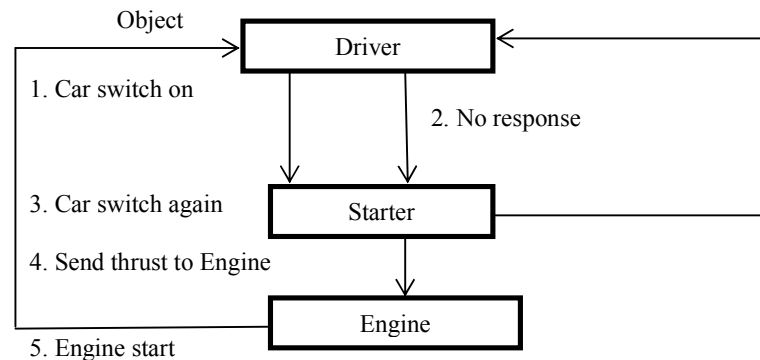 Object
Driver
1. Car switch on
2. No response
3. Car switch again
Starter
4. Send thrust to Engine
Engine
5. Engine start